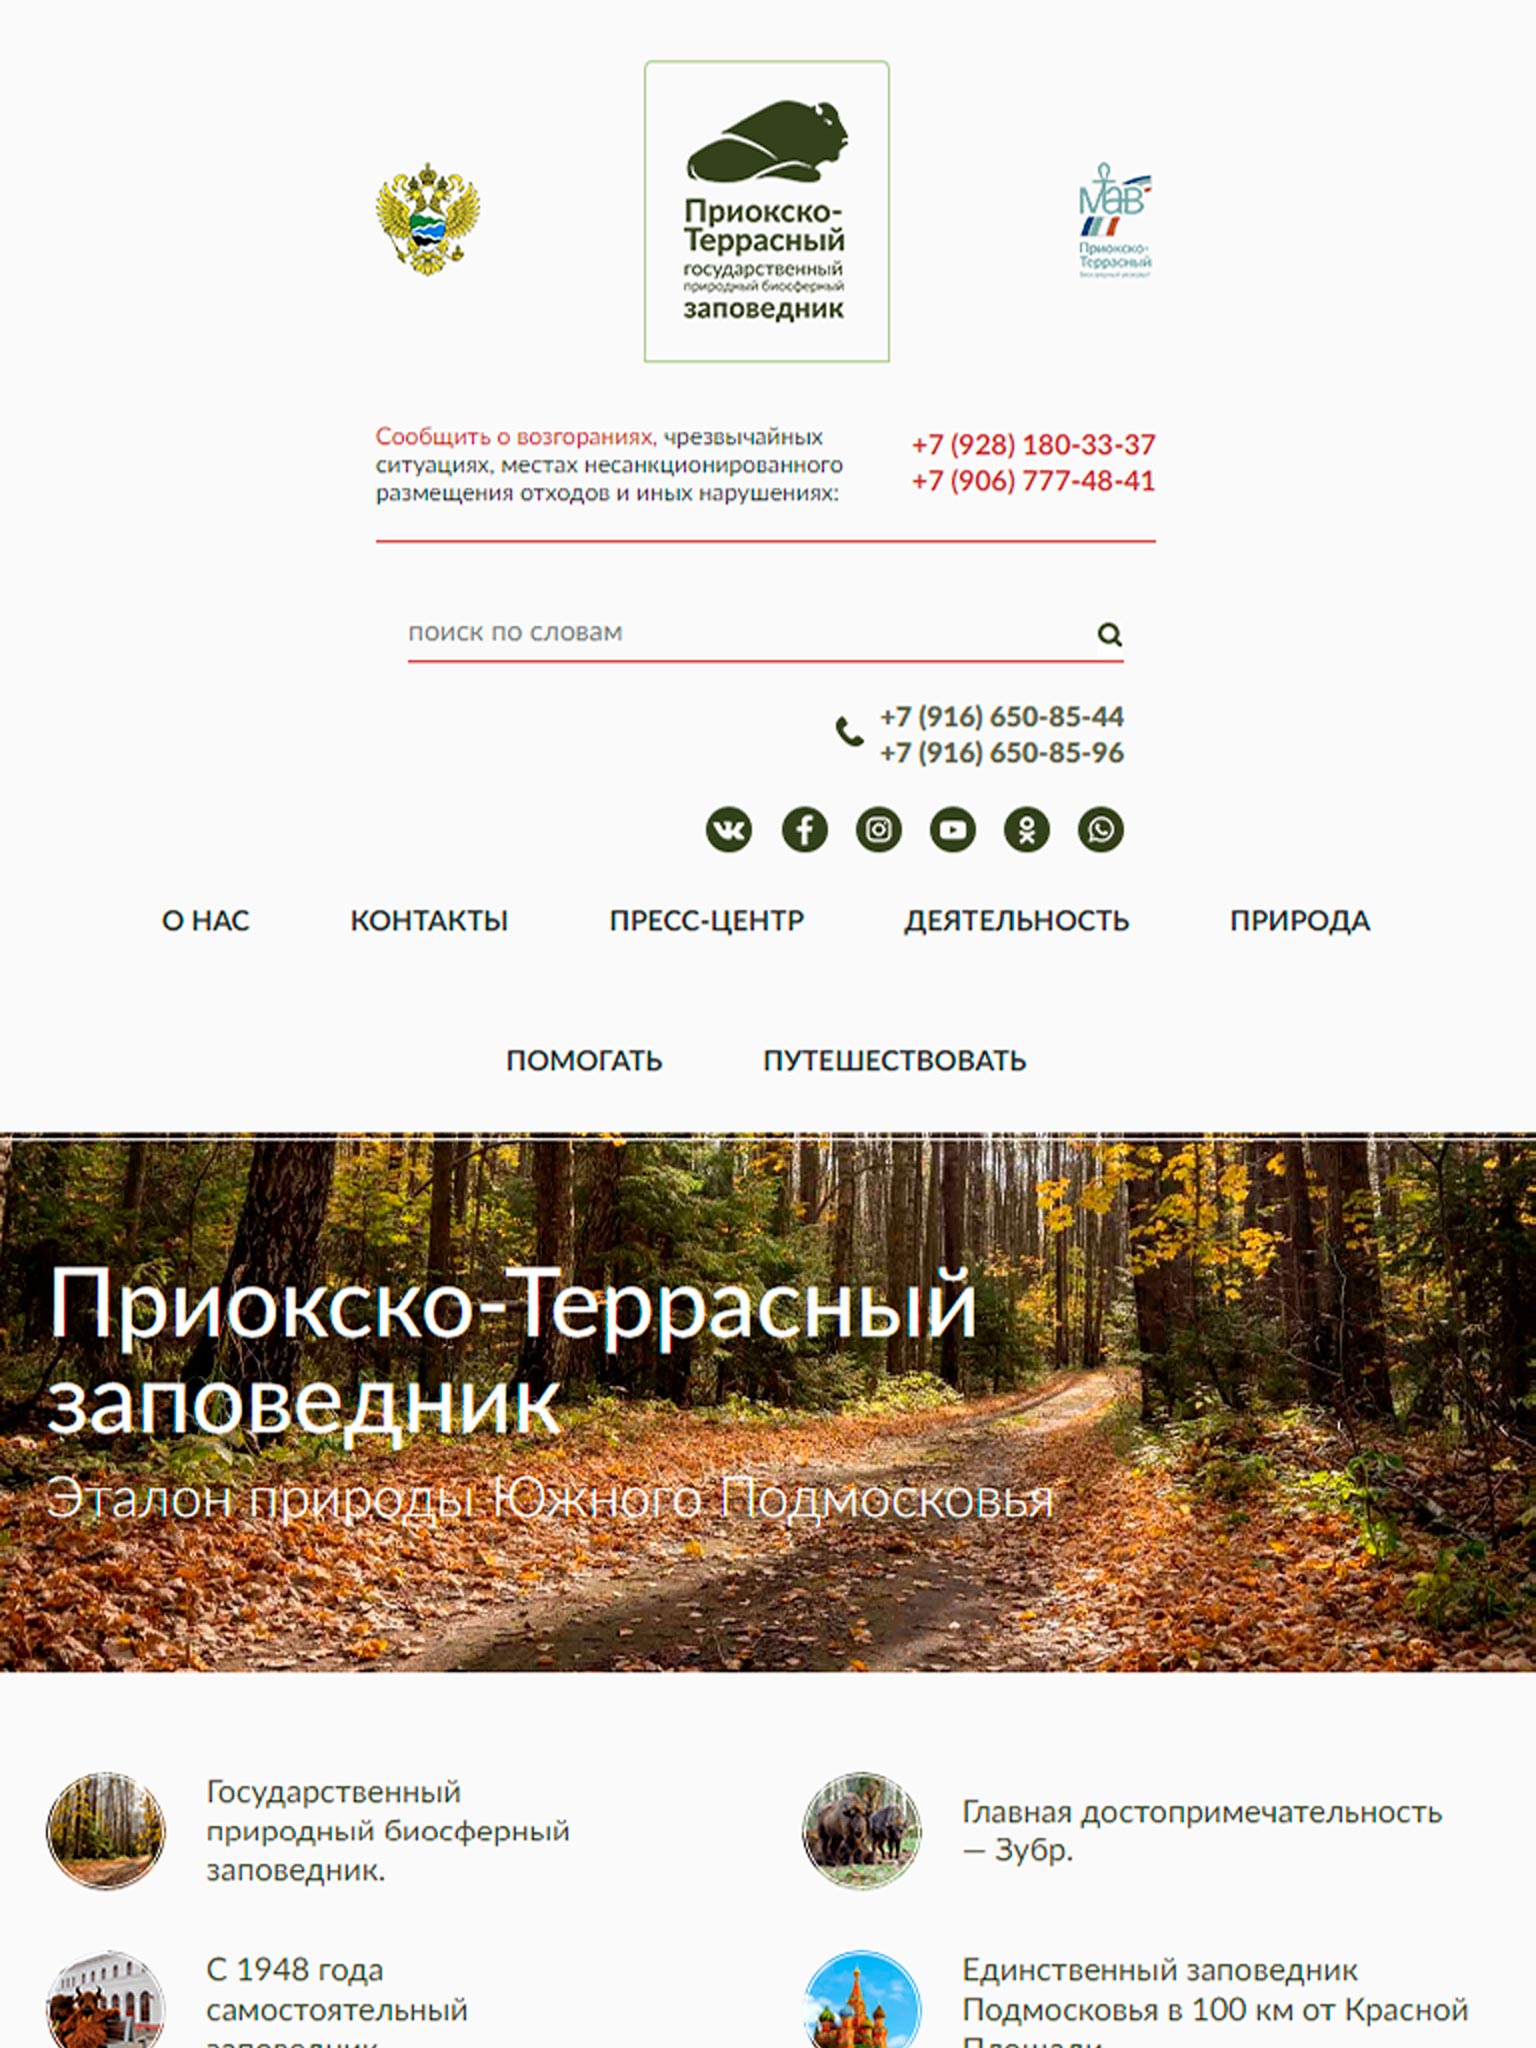 Приокско-
Террасный
государственный
природный биосферный
заповедник
Мав
Приокско-
Террасный
Сообщить о возгораниях, чрезвычайных
ситуациях, местах несанкционированного
размещения отходов и иных нарушениях:
+7 (928) 180-33-37
+7 (906) 777-48-41
поиск по словам
+7 (916) 650-85-44
+7 (916) 650-85-96
О НАС КОНТАКТЫ ПРЕСС-ЦЕНТР ДЕЯТЕЛЬНОСТЬ ПРИРОДА
ПОМОГАТЬ ПУТЕШЕСТВОВАТЬ
Приокско-Террасный
заповедник
Эталон природы Южного Подмосковья
Государственный
природный биосферный
заповедник.
Главная достопримечательность
— Зубр.
С 1948 года
самостоятельный
заповедник
Единственный заповедник
Подмосковья в 100 км от Красной
Площади